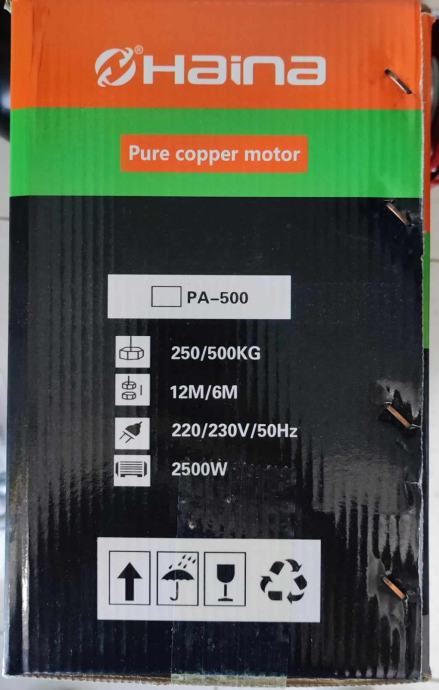 ® Haina
Pure copper motor
PA-500
250/500KG
12M/6M
220/230V/50Hz
2500W